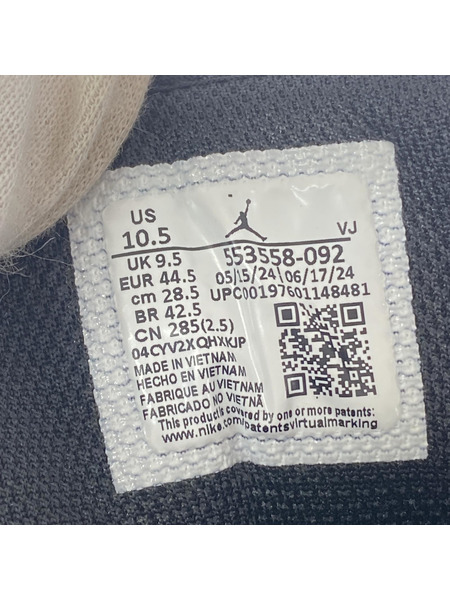 US
10.5
VJ
UK 9.5
553558-092
EUR 44.5
05/15/24|06/17/24
cm 28.5
UPC00197601148481
BR 42.5
CN 285(2.5)
04CYV2XQHXKJP
MADE IN VIETNAM
HECHO EN VIETNAM
FABRIQUE AU VIETNAM
FABRICADO NO VIETNÃ
This product is covered by one or more patents:
www.nike.com/patentsvirtualmarking